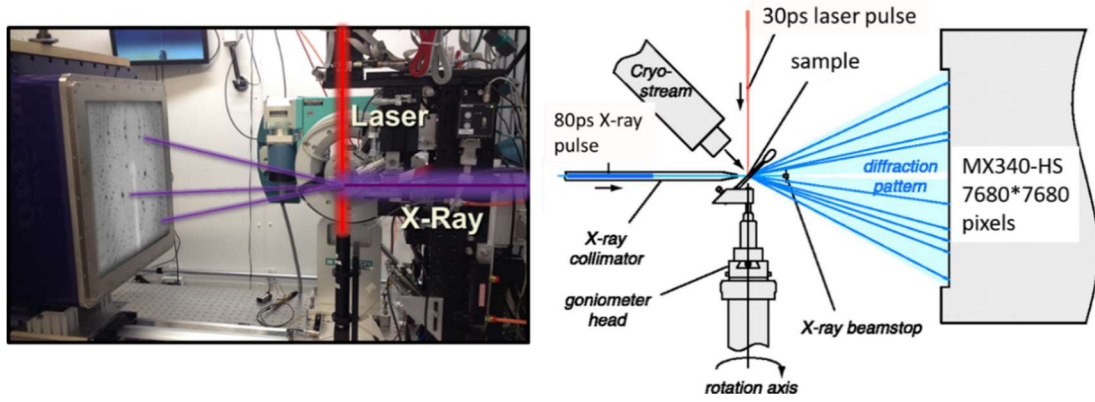 Laser
X-Ray
30ps laser pulse
sample
Cryo-
stream
80ps X-ray
pulse
diffraction
pattern
MX340-HS
7680*7680
pixels
X-ray
collimator
goniometer
head
X-ray beamstop
rotation axis